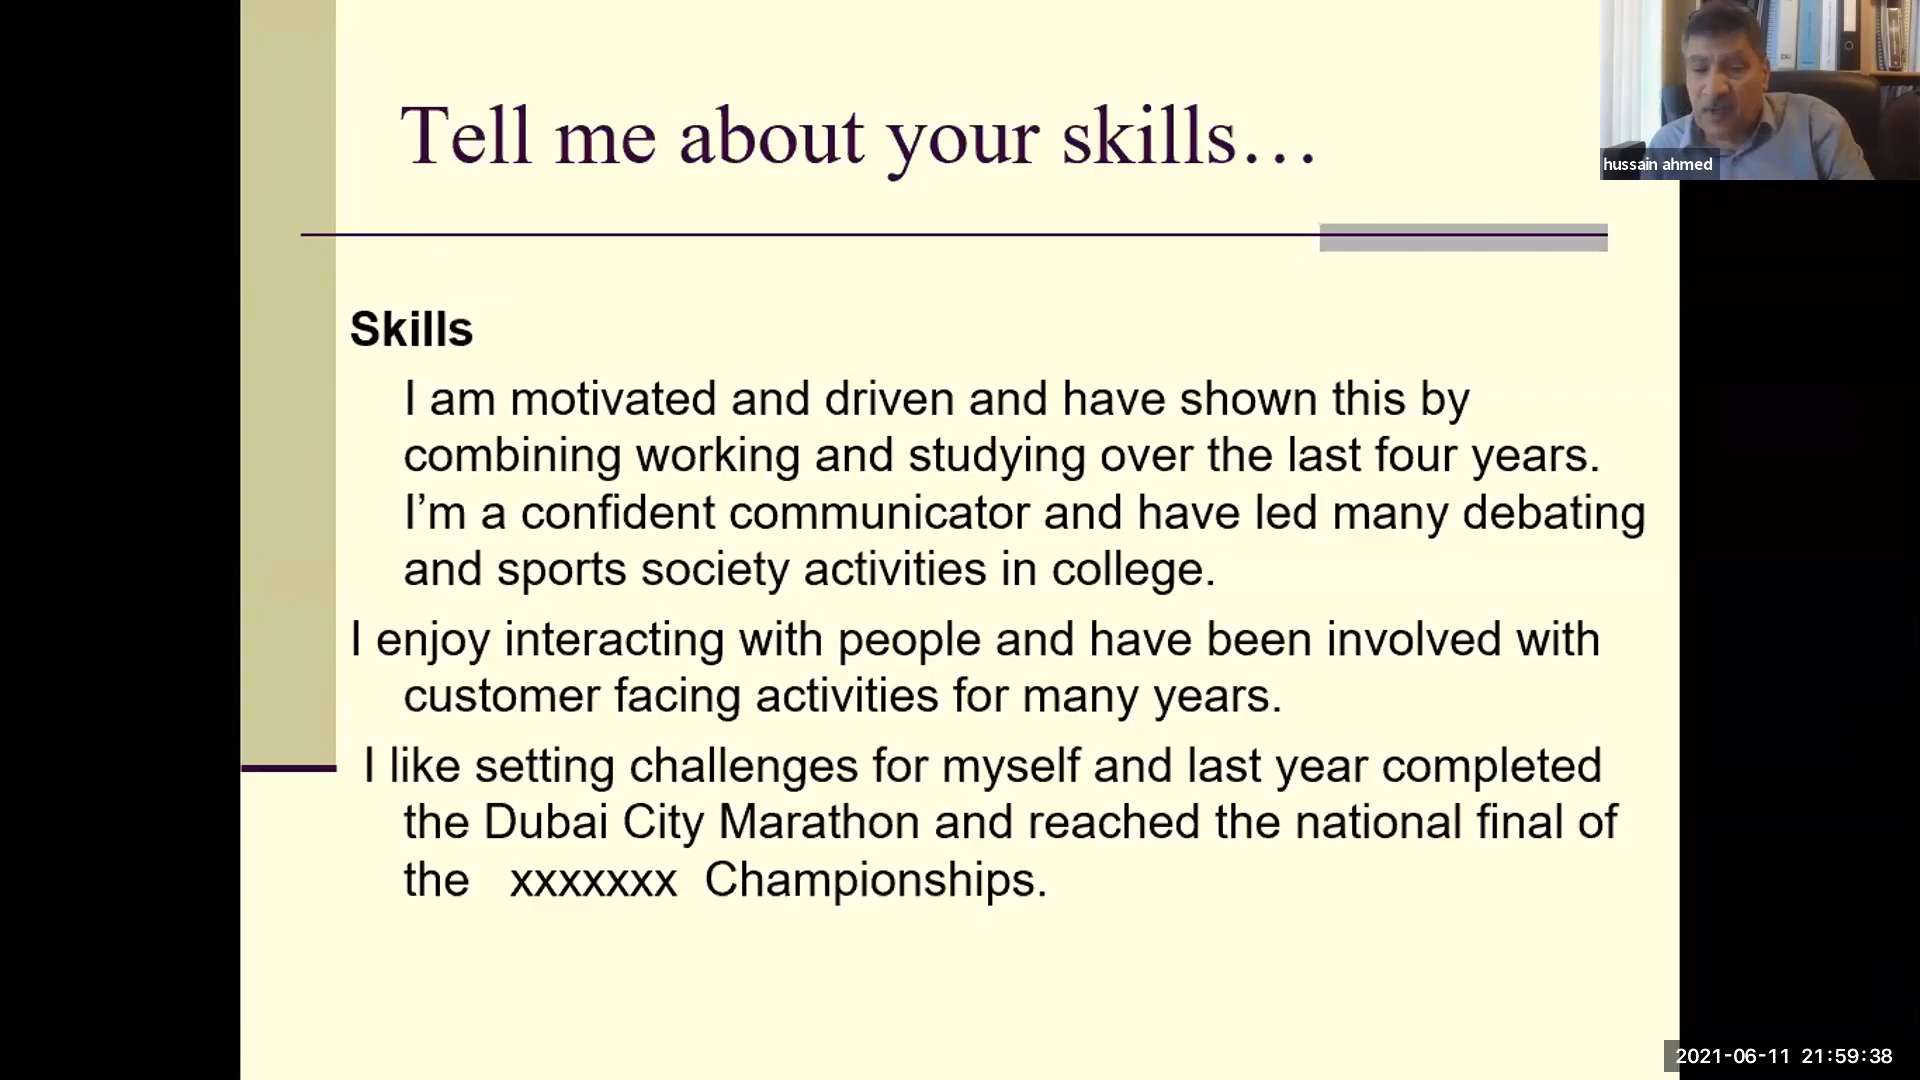 Tell me about your skills…
hussain ahmed
Skills
I am motivated and driven and have shown this by
combining working and studying over the last four years.
I’m a confident communicator and have led many debating
and sports society activities in college.
I enjoy interacting with people and have been involved with
customer facing activities for many years.
I like setting challenges for myself and last year completed
the Dubai City Marathon and reached the national final of
the xxxxxxx Championships.
2021-06-11 21:59:38